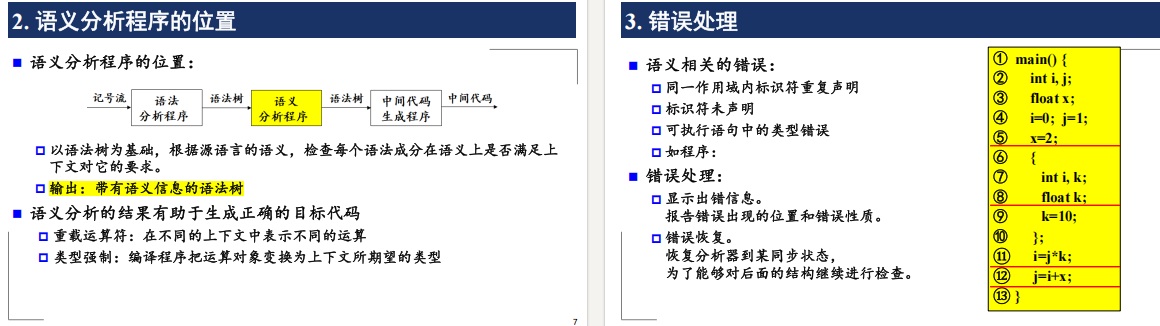 2. 语义分析程序的位置
语义分析程序的位置：
记号流
语法
分析程序
语法树
语义
分析程序
语法树
中间代码
生成程序
中间代码
以语法树为基础，根据源语言的语义，检查每个语法成分在语义上是否满足上
下文对它的要求。
输出：带有语义信息的语法树
语义分析的结果有助于生成正确的目标代码
重载运算符：在不同的上下文中表示不同的运算
类型强制：编译程序把运算对象变换为上下文所期望的类型
7
3. 错误处理
语义相关的错误：
同一作用域内标识符重复声明
标识符未声明
可执行语句中的类型错误
如程序：
错误处理：
显示出错信息。
报告错误出现的位置和错误性质。
错误恢复。
恢复分析器到某同步状态，
为了能够对后面的结构继续进行检查。
① main() {
② int i, j;
③ float x;
④ i=0; j=1;
⑤ x=2;
⑥ {
⑦ int i, k;
⑧ float k;
⑨ k=10;
⑩ };
⑪ i=j*k;
⑫ j=i+x;
⑬ }